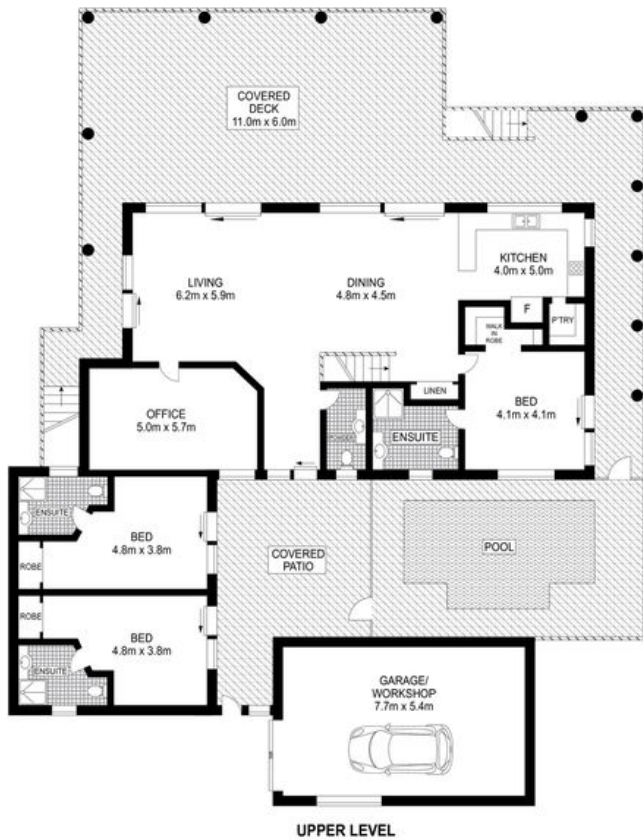 COVERED
DECK
11.0m x 6.0m
LIVING
6.2m x 5.9m
DINING
4.8m x 4.5m
KITCHEN
4.0m x 5.0m
F
P'TRY
WALK
IN
ROBE
LINEN
BED
4.1m x 4.1m
OFFICE
5.0m x 5.7m
POWDER
ENSUITE
ENSUITE
BED
4.8m x 3.8m
ROBE
COVERED
PATIO
POOL
ROBE
BED
4.8m x 3.8m
ENSUITE
GARAGE/
WORKSHOP
7.7m x 5.4m
UPPER LEVEL